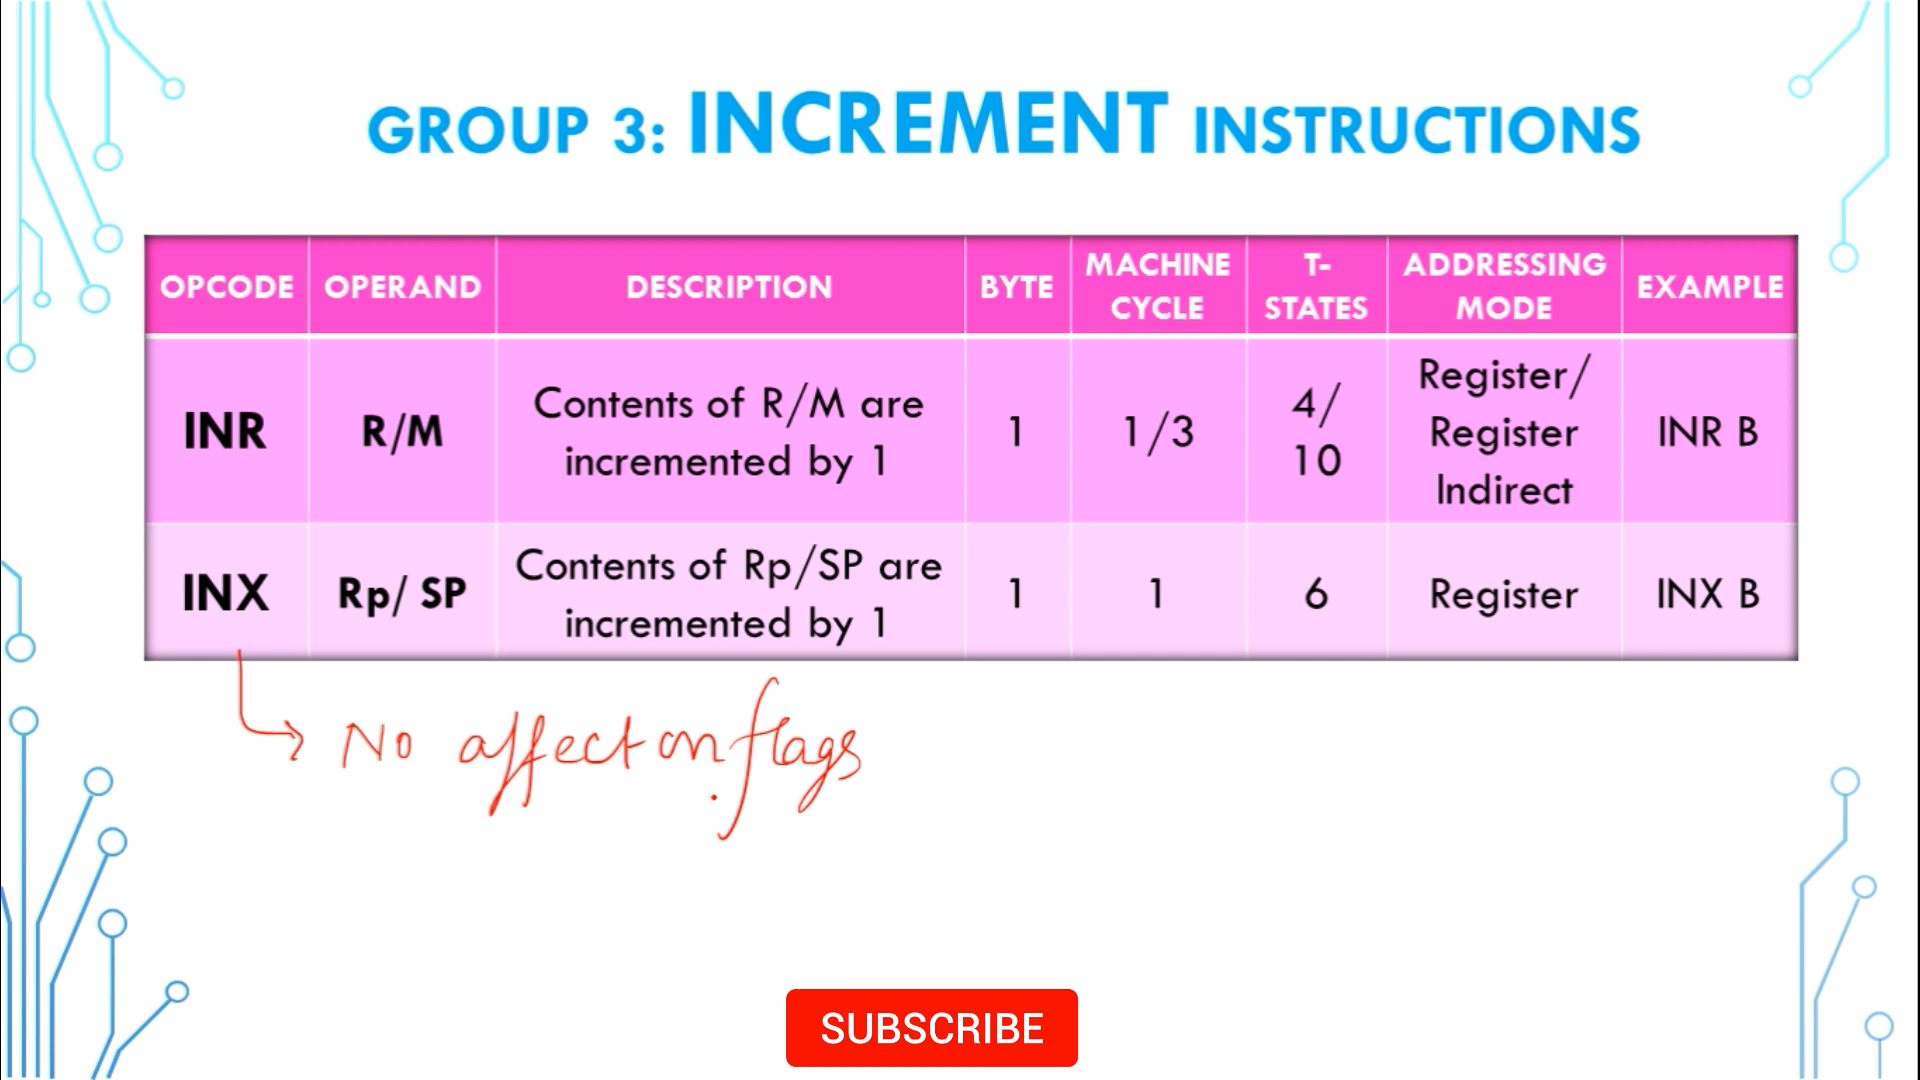 GROUP 3: INCREMENT INSTRUCTIONS
OPCODE OPERAND DESCRIPTION BYTE MACHINE CYCLE T-STATES ADDRESSING MODE EXAMPLE
INR R/M Contents of R/M are incremented by 1 1 1/3 4/10 Register/ Register Indirect INR B
INX Rp/ SP Contents of Rp/SP are incremented by 1 1 1 6 Register INX B
No affect on flags
SUBSCRIBE